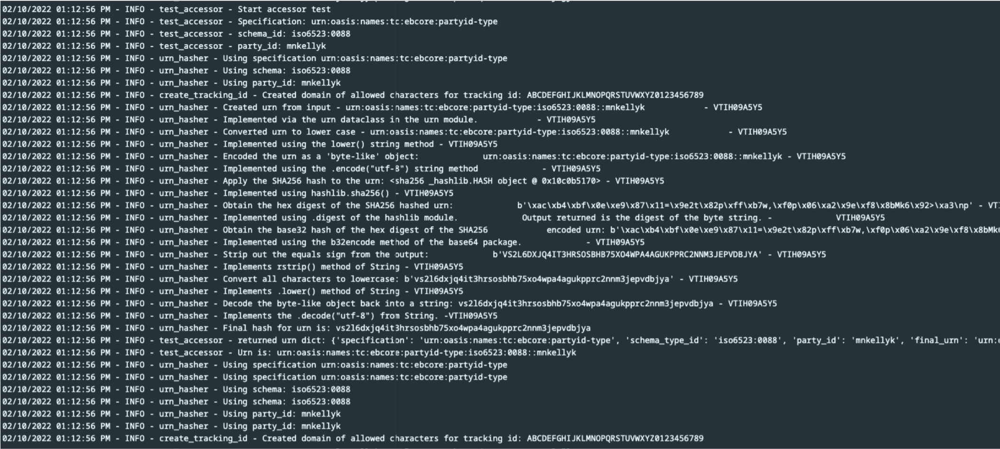 02/10/2022 01:12:56 PM - INFO - test_accessor - Start accessor test
02/10/2022 01:12:56 PM - INFO - test_accessor - Specification: urn:oasis:names:tc:ebcore:partyid-type
02/10/2022 01:12:56 PM - INFO - test_accessor - schema_id: iso6523:0088
02/10/2022 01:12:56 PM - INFO - test_accessor - party_id: mnkellyk
02/10/2022 01:12:56 PM - INFO - urn_hasher - Using specification urn:oasis:names:tc:ebcore:partyid-type
02/10/2022 01:12:56 PM - INFO - urn_hasher - Using schema: iso6523:0088
02/10/2022 01:12:56 PM - INFO - urn_hasher - Using party_id: mnkellyk
02/10/2022 01:12:56 PM - INFO - create_tracking_id - Created domain of allowed characters for tracking id: ABCDEFGHIJKLMNOPQRSTUVWXYZ0123456789
02/10/2022 01:12:56 PM - INFO - urn_hasher - Created urn from input - urn:oasis:names:tc:ebcore:partyid-type:iso6523:0088::mnkellyk - VTIH09A5Y5
02/10/2022 01:12:56 PM - INFO - urn_hasher - Implemented via the urn dataclass in the urn module. - VTIH09A5Y5
02/10/2022 01:12:56 PM - INFO - urn_hasher - Converted urn to lower case - urn:oasis:names:tc:ebcore:partyid-type:iso6523:0088::mnkellyk - VTIH09A5Y5
02/10/2022 01:12:56 PM - INFO - urn_hasher - Implemented using the lower() string method - VTIH09A5Y5
02/10/2022 01:12:56 PM - INFO - urn_hasher - Encoded the urn as a 'byte-like' object: urn:oasis:names:tc:ebcore:partyid-type:iso6523:0088::mnkellyk - VTIH09A5Y5
02/10/2022 01:12:56 PM - INFO - urn_hasher - Implemented using the .encode("utf-8") string method - VTIH09A5Y5
02/10/2022 01:12:56 PM - INFO - urn_hasher - Apply the SHA256 hash to the urn: <sha256 _hashlib.HASH object @ 0x10c0b5170> - VTIH09A5Y5
02/10/2022 01:12:56 PM - INFO - urn_hasher - Implemented using hashlib.sha256() - VTIH09A5Y5
02/10/2022 01:12:56 PM - INFO - urn_hasher - Obtain the hex digest of the SHA256 hashed urn: b'\xac\xb4\xbf\x0e\xe9\x87\x11=\x9e2t\x82p\xff\xb7w,\xf0p\x06\xa2\x9e\xf8\x8bMk6\x92>\xa3\np' - VTI
02/10/2022 01:12:56 PM - INFO - urn_hasher - Implemented using .digest of the hashlib module. Output returned is the digest of the byte string. - VTIH09A5Y5
02/10/2022 01:12:56 PM - INFO - urn_hasher - Obtain the base32 hash of the hex digest of the SHA256 encoded urn: b'\xac\xb4\xbf\x0e\xe9\x87\x11=\x9e2t\x82p\xff\xb7w,\xf0p\x06\xa2\x9e\xf8\x8bMk6
02/10/2022 01:12:56 PM - INFO - urn_hasher - Implemented using the b32encode method of the base64 package. - VTIH09A5Y5
02/10/2022 01:12:56 PM - INFO - urn_hasher - Strip out the equals sign from the output: b'VS2L6DXJQ4IT3HRSOSBHB75XO4WPA4AGUKPPRC2NNM3JEPVDBJYA' - VTIH09A5Y5
02/10/2022 01:12:56 PM - INFO - urn_hasher - Implements rstrip() method of String - VTIH09A5Y5
02/10/2022 01:12:56 PM - INFO - urn_hasher - Convert all characters to lowercase: b'vs2l6dxjq4it3hrsosbhb75xo4wpa4agukpprc2nnm3jepvdbjya' - VTIH09A5Y5
02/10/2022 01:12:56 PM - INFO - urn_hasher - Implements .lower() method of String - VTIH09A5Y5
02/10/2022 01:12:56 PM - INFO - urn_hasher - Decode the byte-like object back into a string: vs2l6dxjq4it3hrsosbhb75xo4wpa4agukpprc2nnm3jepvdbjya - VTIH09A5Y5
02/10/2022 01:12:56 PM - INFO - urn_hasher - Implements the .decode("utf-8") from String. -VTIH09A5Y5
02/10/2022 01:12:56 PM - INFO - urn_hasher - Final hash for urn is: vs2l6dxjq4it3hrsosbhb75xo4wpa4agukpprc2nnm3jepvdbjya
02/10/2022 01:12:56 PM - INFO - test_accessor - returned urn dict: {'specification': 'urn:oasis:names:tc:ebcore:partyid-type', 'schema_type_id': 'iso6523:0088', 'party_id': 'mnkellyk', 'final_urn': 'urn:o
02/10/2022 01:12:56 PM - INFO - test_accessor - Urn is: urn:oasis:names:tc:ebcore:partyid-type:iso6523:0088::mnkellyk
02/10/2022 01:12:56 PM - INFO - urn_hasher - Using specification urn:oasis:names:tc:ebcore:partyid-type
02/10/2022 01:12:56 PM - INFO - urn_hasher - Using specification urn:oasis:names:tc:ebcore:partyid-type
02/10/2022 01:12:56 PM - INFO - urn_hasher - Using schema: iso6523:0088
02/10/2022 01:12:56 PM - INFO - urn_hasher - Using schema: iso6523:0088
02/10/2022 01:12:56 PM - INFO - urn_hasher - Using party_id: mnkellyk
02/10/2022 01:12:56 PM - INFO - urn_hasher - Using party_id: mnkellyk
02/10/2022 01:12:56 PM - INFO - create_tracking_id - Created domain of allowed characters for tracking id: ABCDEFGHIJKLMNOPQRSTUVWXYZ0123456789